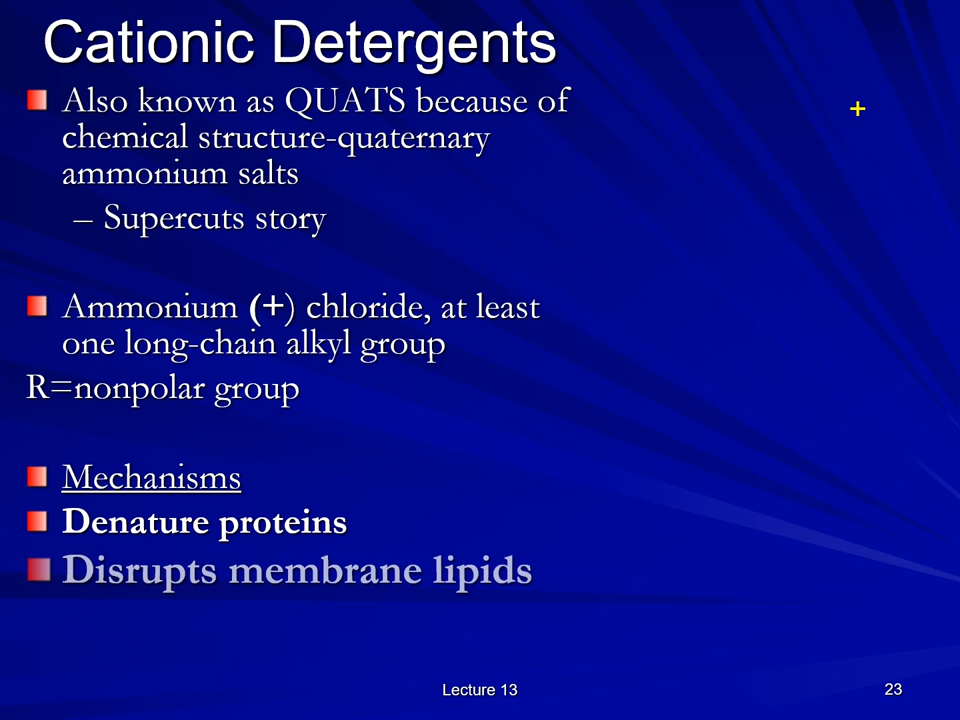 Cationic Detergents
Also known as QUATS because of
chemical structure-quaternary
ammonium salts
– Supercuts story
+
Ammonium (+) chloride, at least
one long-chain alkyl group
R=nonpolar group
Mechanisms
Denature proteins
Disrupts membrane lipids
Lecture 13
23